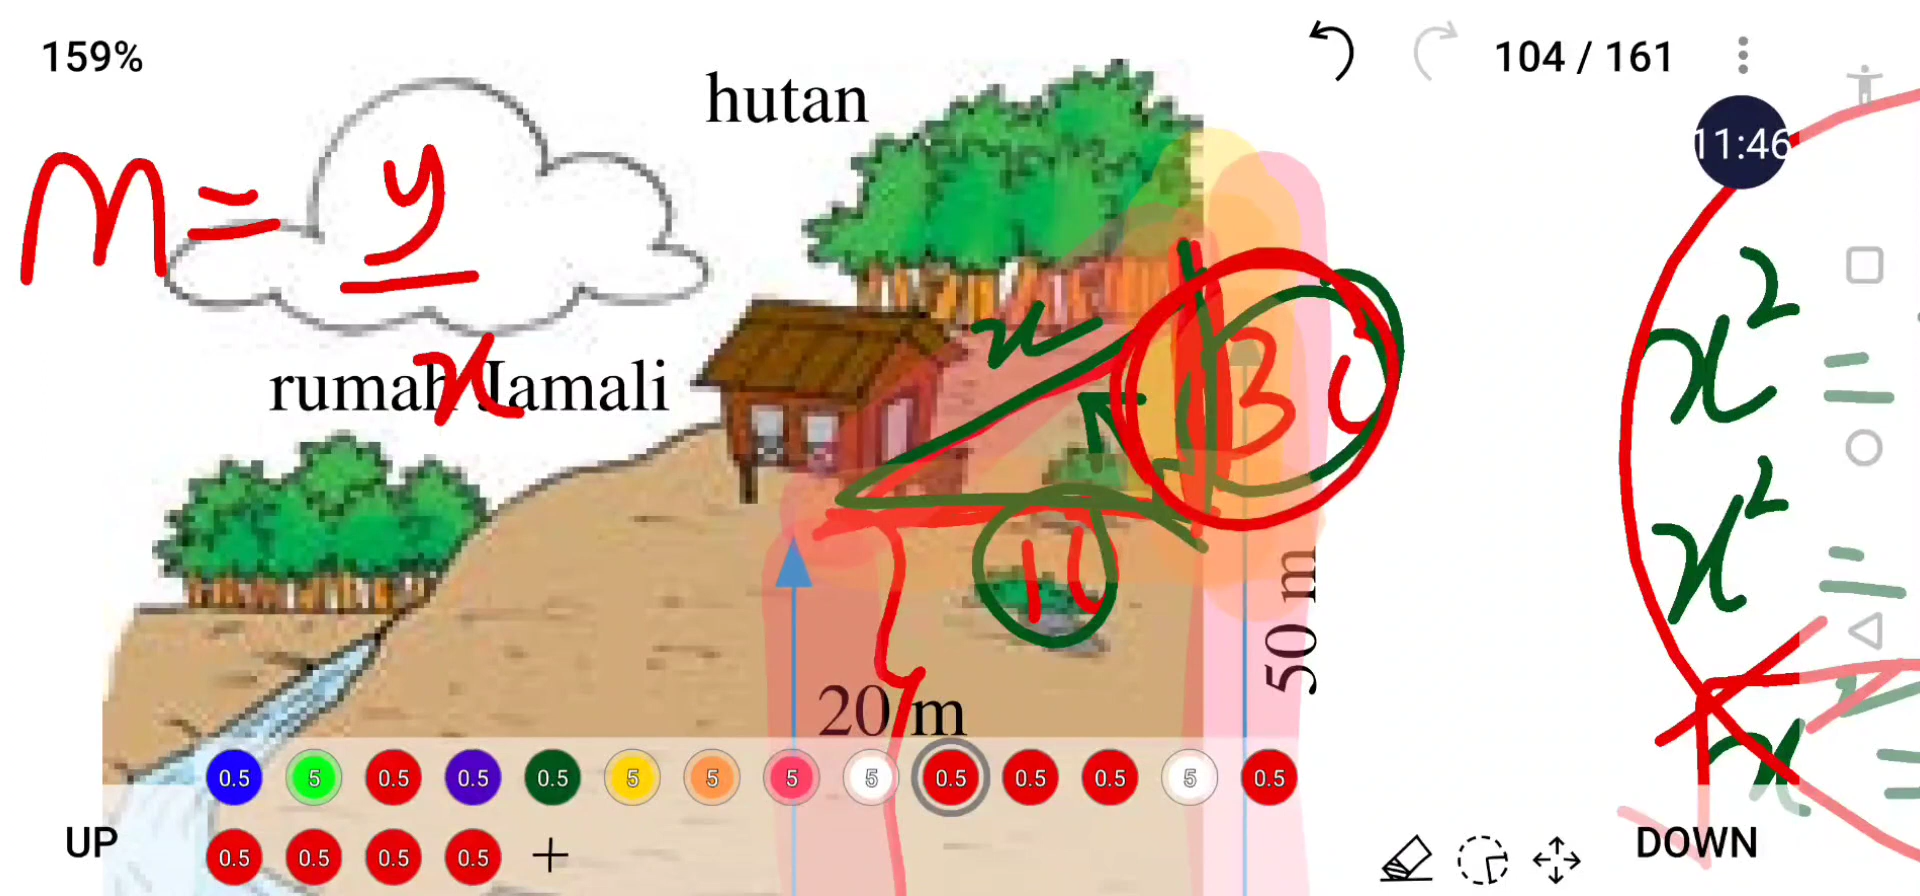 159%
104 / 161
11:46
hutan
M = y
x
rumah Jamali
x
30
x²
x²
x
50 m
20 m
0.5 5 0.5 0.5 0.5 5 5 5 5 0.5 0.5 0.5 5 0.5
0.5 0.5 0.5 0.5 +
UP
DOWN